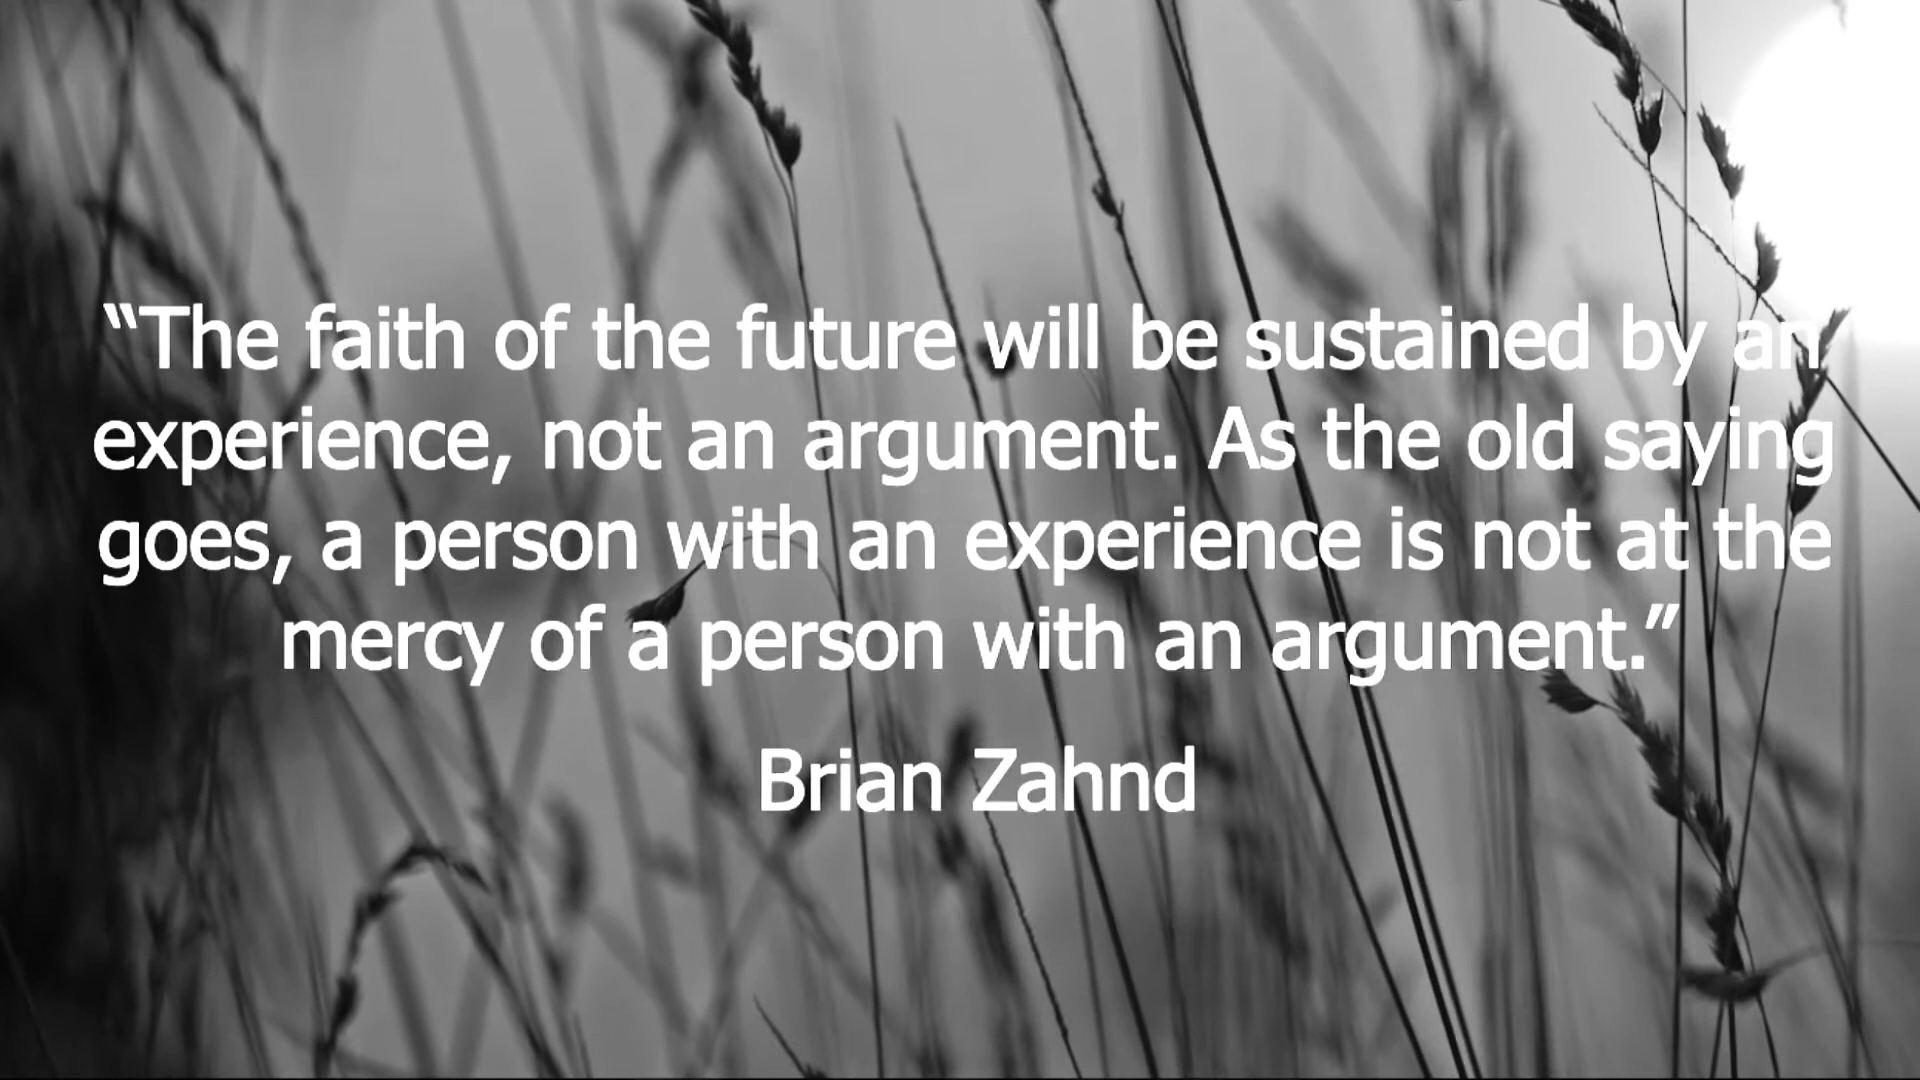 “The faith of the future will be sustained by an
experience, not an argument. As the old saying
goes, a person with an experience is not at the
mercy of a person with an argument.”
Brian Zahnd